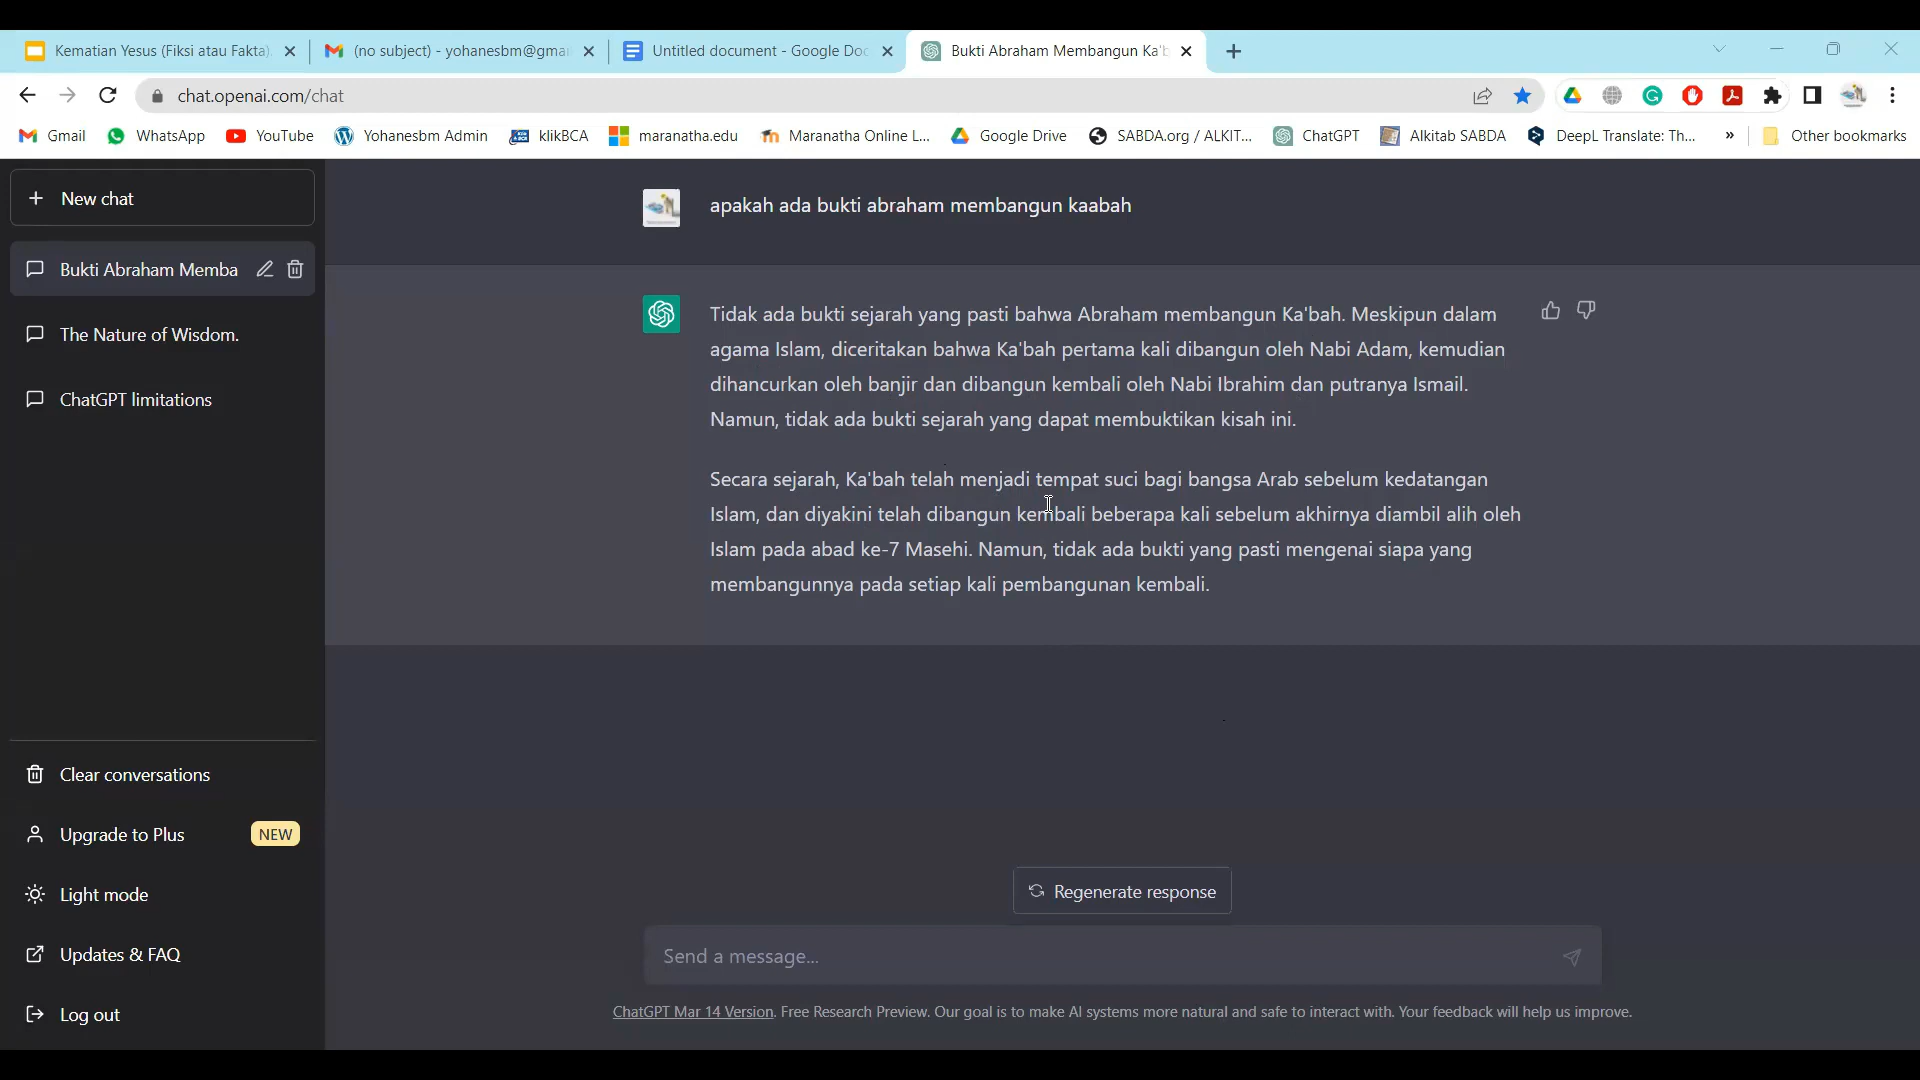 Kematian Yesus (Fiksi atau Fakta)
(no subject) - yohanesbm@gmai
Untitled document - Google Doc
Bukti Abraham Membangun Ka'b
chat.openai.com/chat
Gmail WhatsApp YouTube Yohanesbm Admin klikBCA maranatha.edu Maranatha Online L... Google Drive SABDA.org / ALKIT... ChatGPT Alkitab SABDA DeepL Translate: Th... » Other bookmarks
New chat
Bukti Abraham Memba
The Nature of Wisdom.
ChatGPT limitations
apakah ada bukti abraham membangun kaabah
Tidak ada bukti sejarah yang pasti bahwa Abraham membangun Ka'bah. Meskipun dalam
agama Islam, diceritakan bahwa Ka'bah pertama kali dibangun oleh Nabi Adam, kemudian
dihancurkan oleh banjir dan dibangun kembali oleh Nabi Ibrahim dan putranya Ismail.
Namun, tidak ada bukti sejarah yang dapat membuktikan kisah ini.
Secara sejarah, Ka'bah telah menjadi tempat suci bagi bangsa Arab sebelum kedatangan
Islam, dan diyakini telah dibangun kembali beberapa kali sebelum akhirnya diambil alih oleh
Islam pada abad ke-7 Masehi. Namun, tidak ada bukti yang pasti mengenai siapa yang
membangunnya pada setiap kali pembangunan kembali.
Clear conversations
Upgrade to Plus NEW
Light mode
Updates & FAQ
Log out
Regenerate response
Send a message...
ChatGPT Mar 14 Version. Free Research Preview. Our goal is to make AI systems more natural and safe to interact with. Your feedback will help us improve.